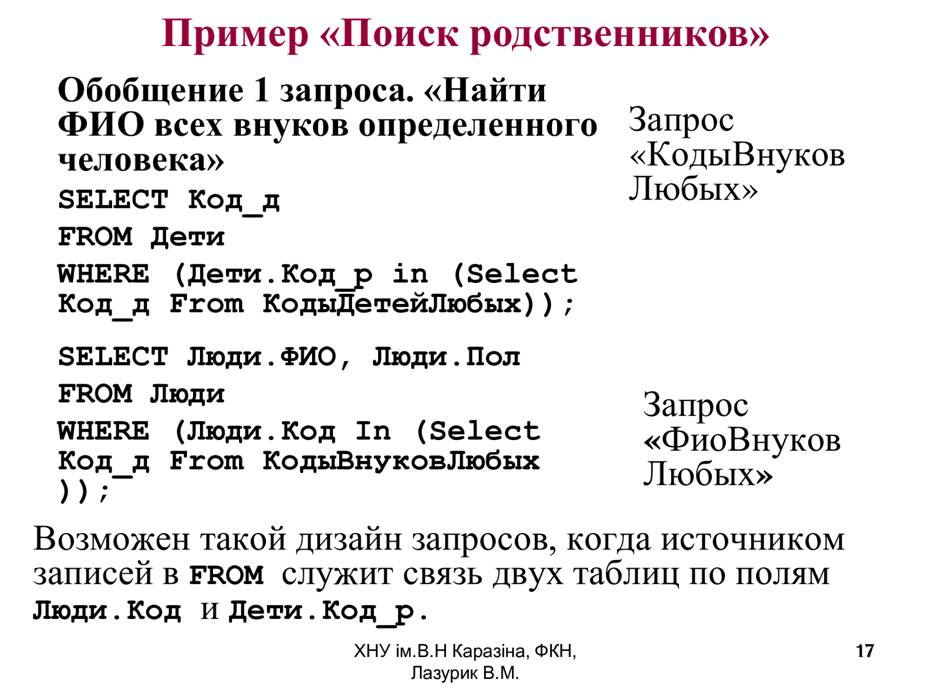 Пример «Поиск родственников»
Обобщение 1 запроса. «Найти
ФИО всех внуков определенного
человека»
SELECT Код_д
FROM Дети
WHERE (Дети.Код_р in (Select
Код_д From КодыДетейЛюбых));
Запрос
«КодыВнуков
Любых»
SELECT Люди.ФИО, Люди.Пол
FROM Люди
WHERE (Люди.Код In (Select
Код_д From КодыВнуковЛюбых
));
Запрос
«ФиоВнуков
Любых»
Возможен такой дизайн запросов, когда источником
записей в FROM служит связь двух таблиц по полям
Люди.Код и Дети.Код_р.
ХНУ ім.В.Н Каразіна, ФКН,
Лазурик В.М.
17